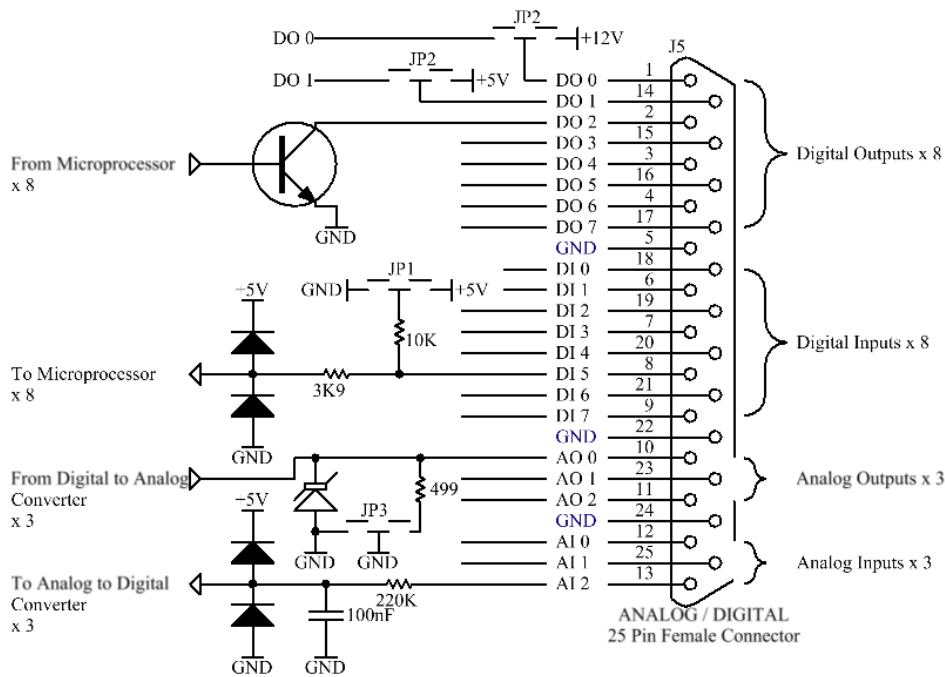 JP2
DO 0
+12V
J5
JP2
DO 1
+5V
DO 0 1
DO 1 14
DO 2 2
DO 3 15
DO 4 3
DO 5 16
DO 6 4
DO 7 17
GND 5
DI 0 18
DI 1 6
DI 2 19
DI 3 7
DI 4 20
DI 5 8
DI 6 21
DI 7 9
GND 22
AO 0 10
AO 1 23
AO 2 11
GND 24
AI 0 12
AI 1 25
AI 2 13
Digital Outputs x 8
Digital Inputs x 8
Analog Outputs x 3
Analog Inputs x 3
From Microprocessor
x 8
GND
JP1
GND
+5V
+5V
10K
To Microprocessor
x 8
3K9
GND
From Digital to Analog
Converter
x 3
499
+5V
JP3
GND
GND
To Analog to Digital
Converter
x 3
220K
100nF
GND
GND
ANALOG / DIGITAL
25 Pin Female Connector